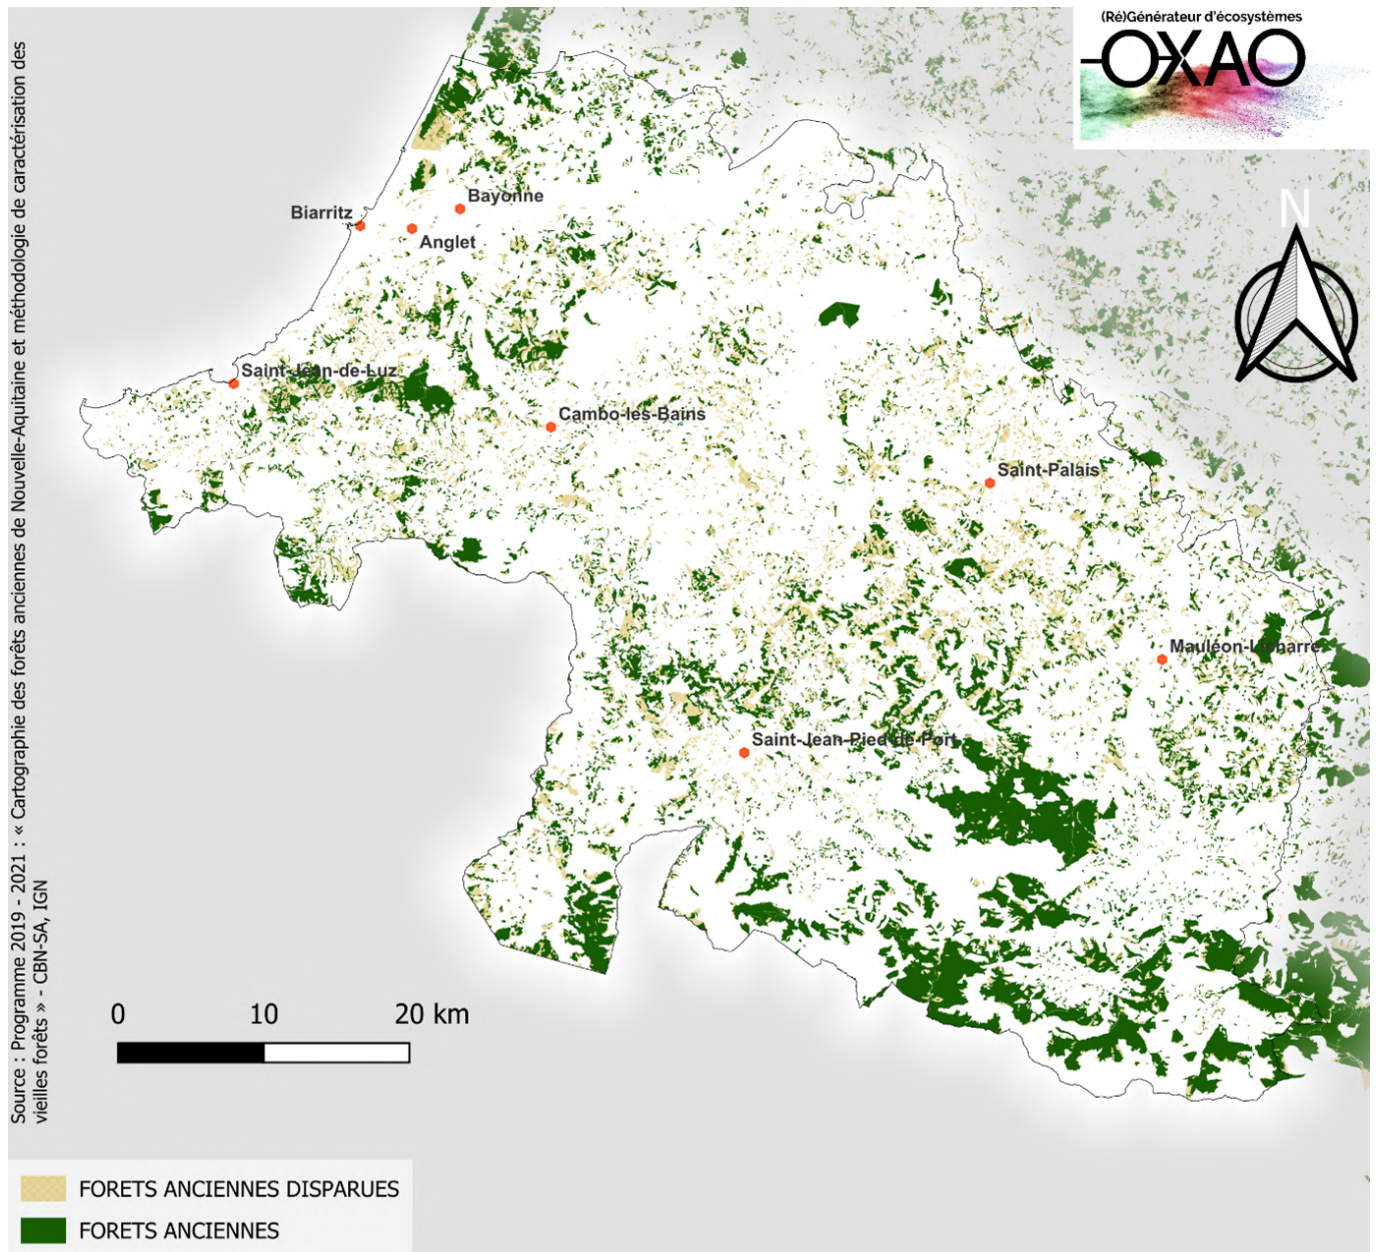 (Ré)Générateur d'écosystèmes
OXAO
N
Bayonne
Biarritz
Anglet
Saint-Jean-de-Luz
Cambo-les-Bains
Saint-Palais
Mauléon-Licharre
Saint-Jean-Pied-de-Port
Source : Programme 2019 - 2021 : « Cartographie des forêts anciennes de Nouvelle-Aquitaine et méthodologie de caractérisation des
vieilles forêts » - CBN-SA, IGN
0 10 20 km
FORETS ANCIENNES DISPARUES
FORETS ANCIENNES